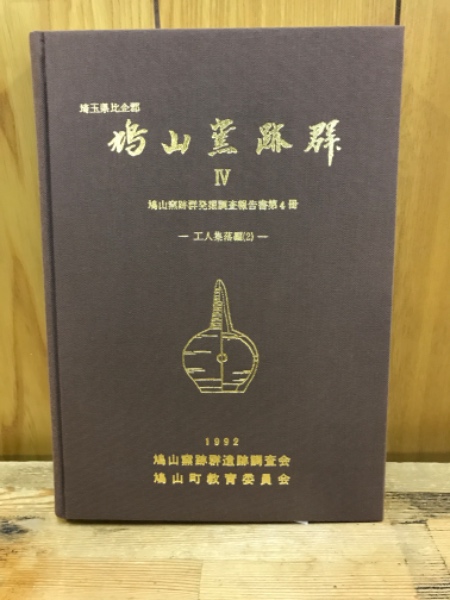 埼玉県比企郡
鳩山窯跡群
IV
鳩山窯跡群発掘調査報告書第4冊
— 工人集落編(2) —
1992
鳩山窯跡群遺跡調査会
鳩山町教育委員会